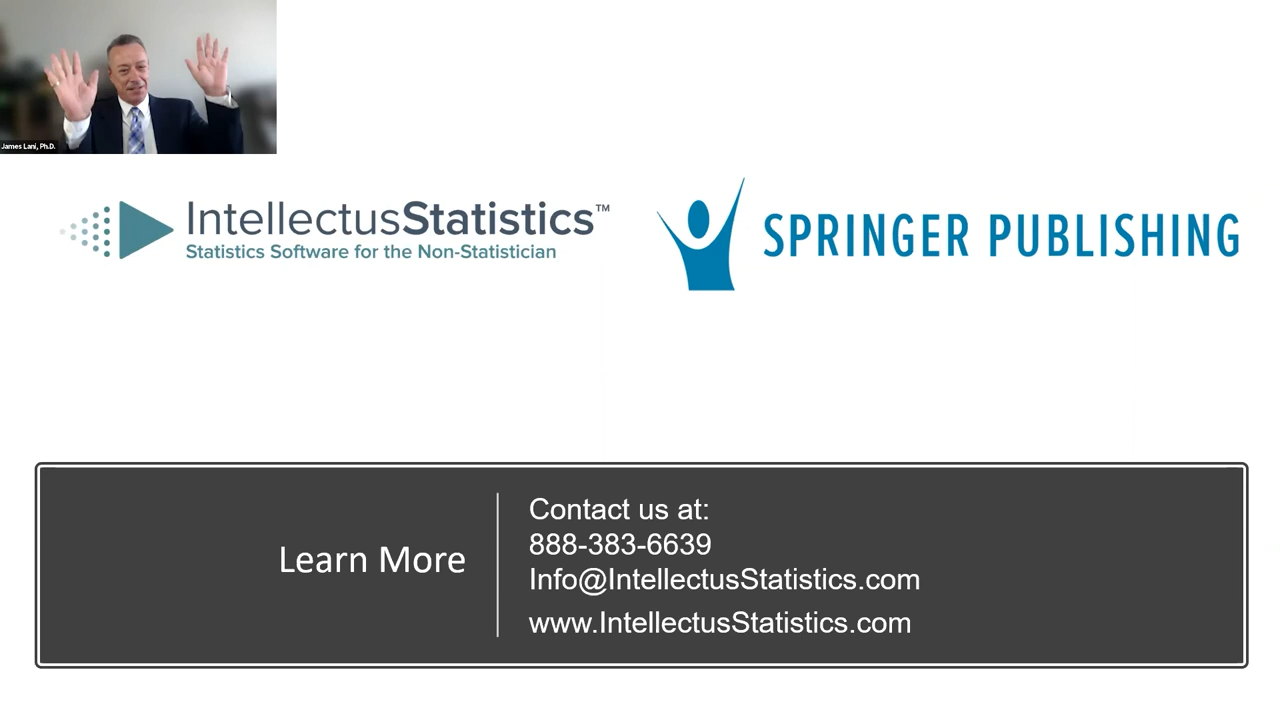 James Lani, Ph.D.
IntellectusStatistics™
Statistics Software for the Non-Statistician
SPRINGER PUBLISHING
Learn More
Contact us at:
888-383-6639
Info@IntellectusStatistics.com
www.IntellectusStatistics.com